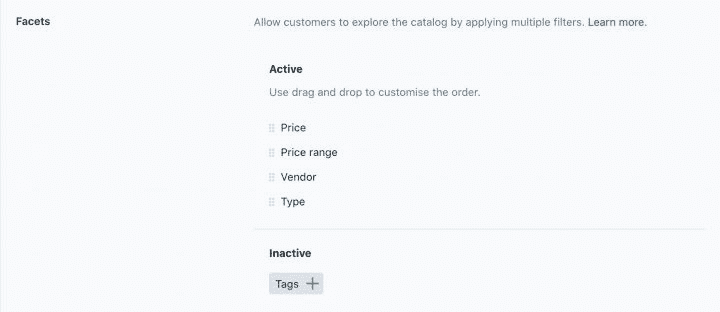 Facets
Allow customers to explore the catalog by applying multiple filters. Learn more.
Active
Use drag and drop to customise the order.
Price
Price range
Vendor
Type
Inactive
Tags